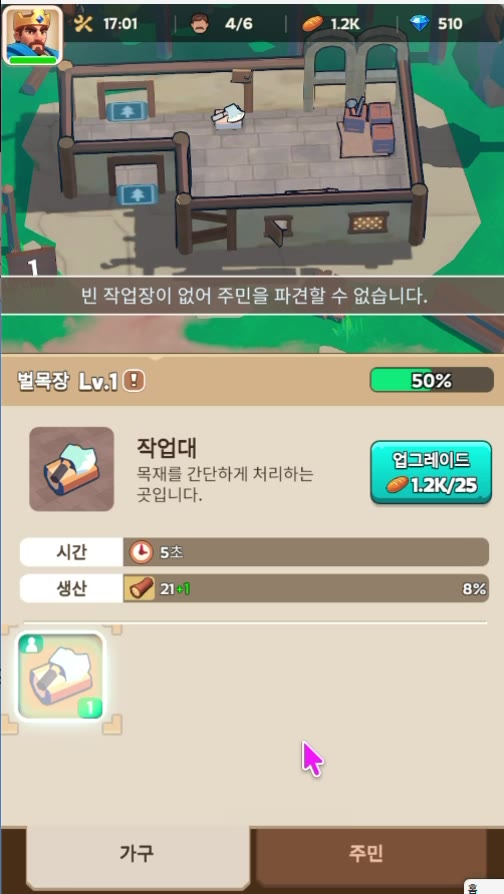 17:01
4/6
1.2K
510
1
빈 작업장이 없어 주민을 파견할 수 없습니다.
벌목장 Lv.1
50%
작업대
목재를 간단하게 처리하는
곳입니다.
업그레이드
1.2K/25
시간
5초
생산
21+1
8%
1
가구
주민
홈